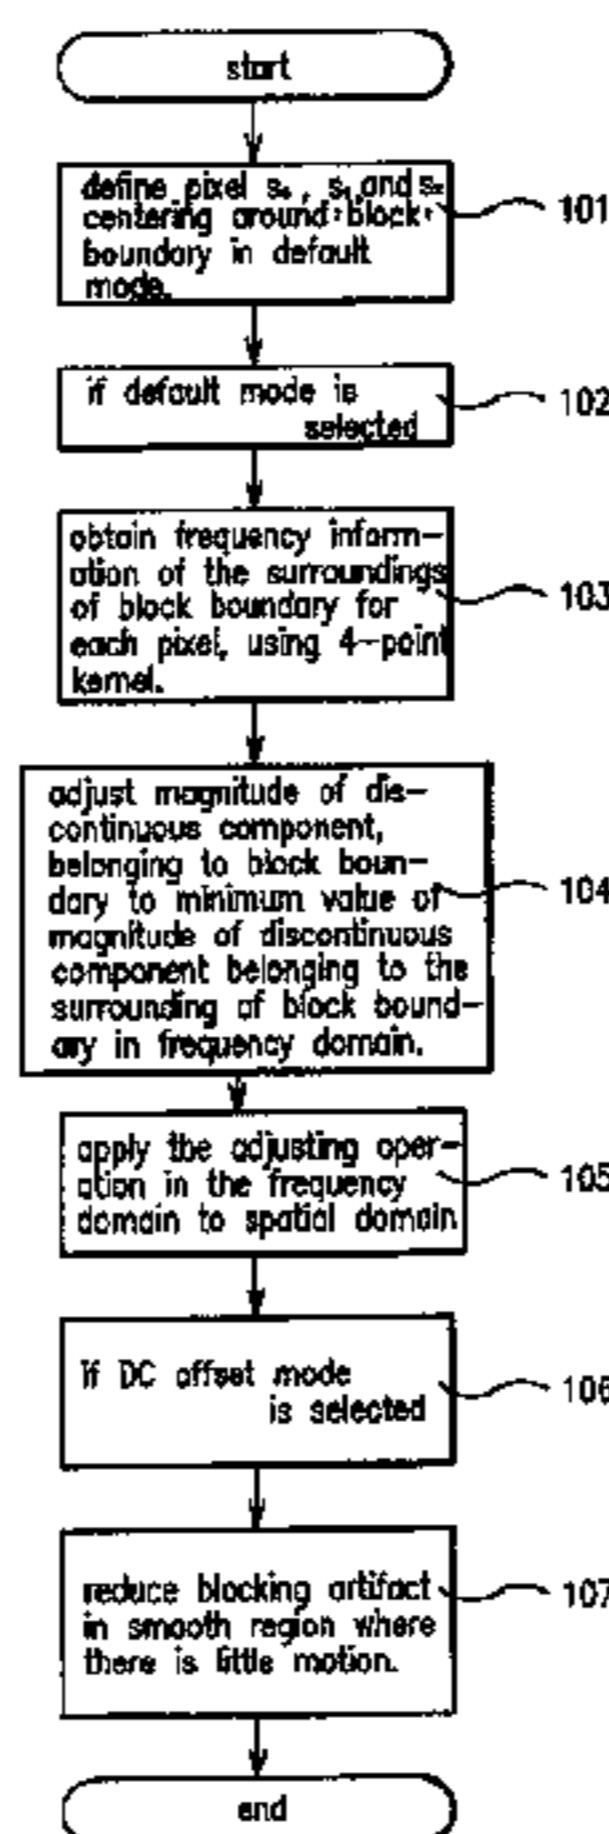 start
define pixel s₀, s₁ and s₂
centering around block
boundary in default
mode.
101
if default mode is
selected
102
obtain frequency inform-
ation of the surroundings
of block boundary for
each pixel, using 4-point
kernel.
103
adjust magnitude of dis-
continuous component,
belonging to block boun-
dary to minimum value of
magnitude of discontinuous
component belonging to the
surrounding of block bound-
ary in frequency domain.
104
apply the adjusting oper-
ation in the frequency
domain to spatial domain
105
if DC offset mode
is selected
106
reduce blocking artifact
in smooth region where
there is little motion.
107
end